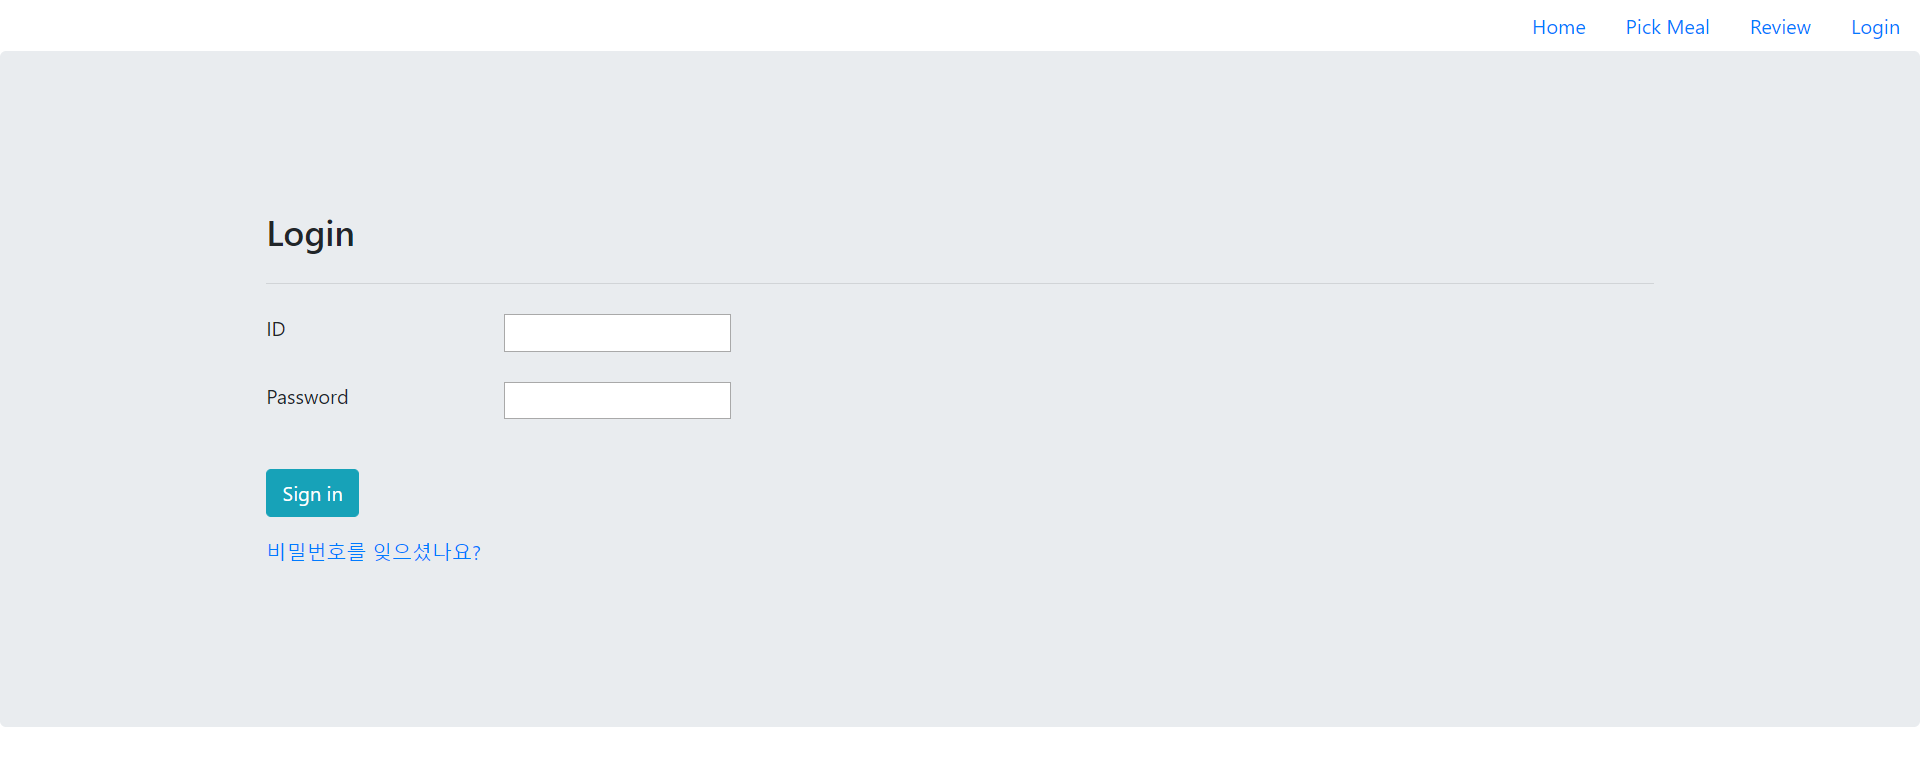 Home Pick Meal Review Login
Login
ID
Password
Sign in
비밀번호를 잊으셨나요?